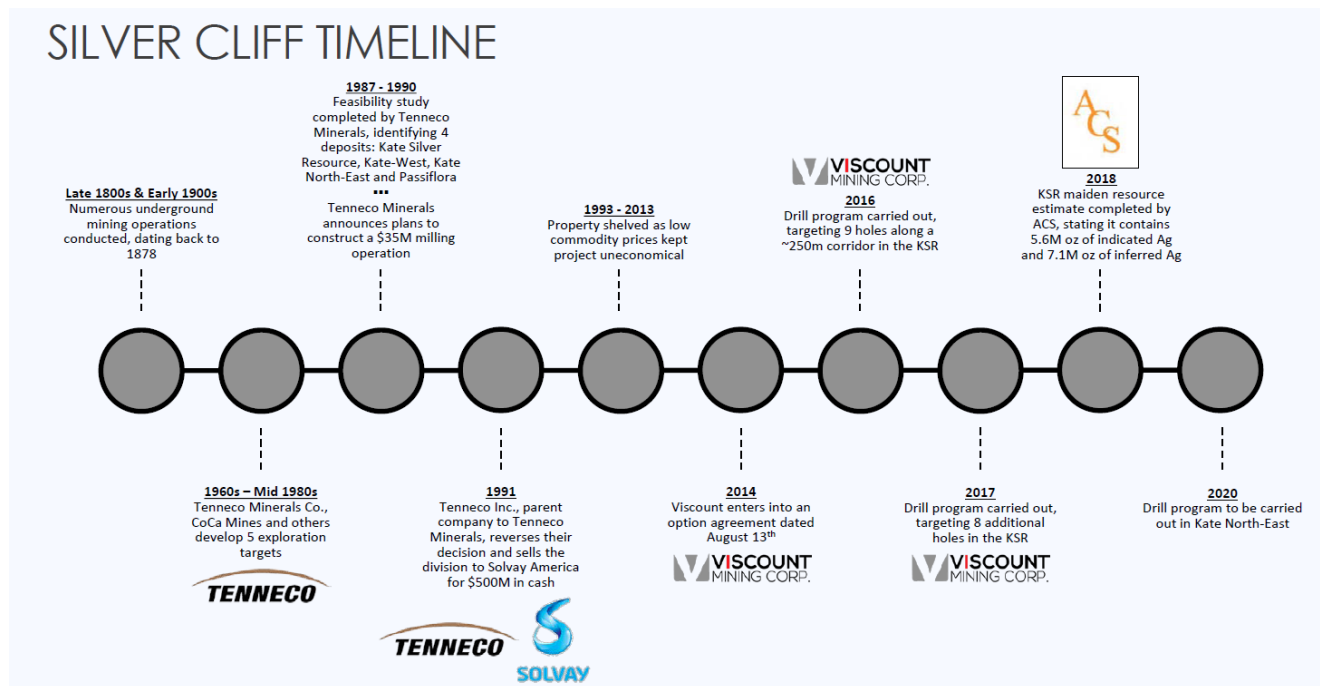 SILVER CLIFF TIMELINE
Late 1800s & Early 1900s
Numerous underground
mining operations
conducted, dating back to
1878
1960s – Mid 1980s
Tenneco Minerals Co.,
CoCa Mines and others
develop 5 exploration
targets
TENNECO
1987 - 1990
Feasibility study
completed by Tenneco
Minerals, identifying 4
deposits: Kate Silver
Resource, Kate-West, Kate
North-East and Passiflora
...
Tenneco Minerals
announces plans to
construct a $35M milling
operation
1991
Tenneco Inc., parent
company to Tenneco
Minerals, reverses their
decision and sells the
division to Solvay America
for $500M in cash
TENNECO
SOLVAY
1993 - 2013
Property shelved as low
commodity prices kept
project uneconomical
2014
Viscount enters into an
option agreement dated
August 13th
VISCOUNT
MINING CORP.
VISCOUNT
MINING CORP.
2016
Drill program carried out,
targeting 9 holes along a
~250m corridor in the KSR
2017
Drill program carried out,
targeting 8 additional
holes in the KSR
VISCOUNT
MINING CORP.
ACS
2018
KSR maiden resource
estimate completed by
ACS, stating it contains
5.6M oz of indicated Ag
and 7.1M oz of inferred Ag
2020
Drill program to be carried
out in Kate North-East